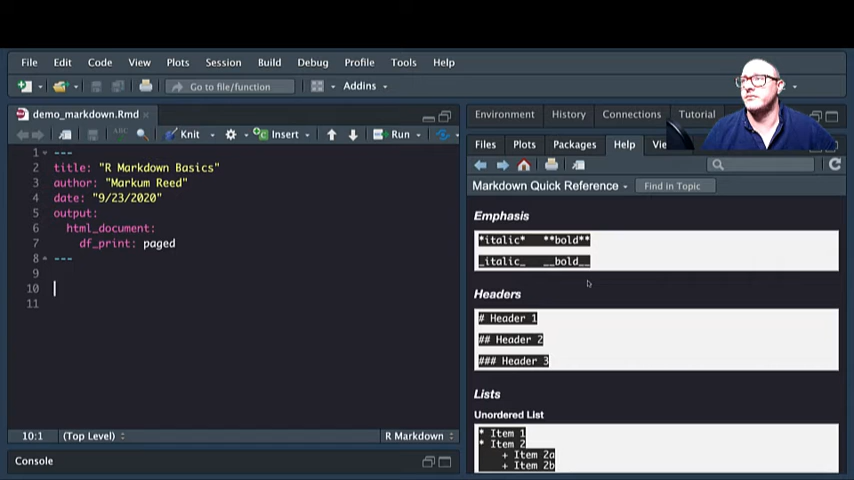 File Edit Code View Plots Session Build Debug Profile Tools Help
Go to file/function Addins
demo_markdown.Rmd
Environment History Connections Tutorial
ABC Knit Insert Run
Files Plots Packages Help
Markdown Quick Reference Find in Topic
1 ---
2 title: "R Markdown Basics"
3 author: "Markum Reed"
4 date: "9/23/2020"
5 output:
6 html_document:
7 df_print: paged
8 ---
9
10
11
10:1 (Top Level) R Markdown
Console
Emphasis
*italic* **bold**
_italic_ __bold__
Headers
# Header 1
## Header 2
### Header 3
Lists
Unordered List
* Item 1
* Item 2
+ Item 2a
+ Item 2b